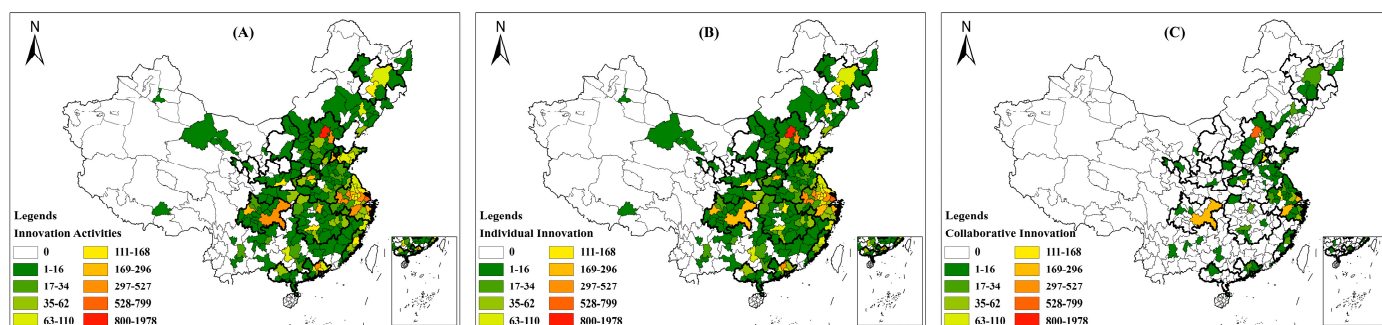 N
(A)
Legends
Innovation Activities
0
1-16
17-34
35-62
63-110
111-168
169-296
297-527
528-799
800-1978
N
(B)
Legends
Individual Innovation
0
1-16
17-34
35-62
63-110
111-168
169-296
297-527
528-799
800-1978
N
(C)
Legends
Collaborative Innovation
0
1-16
17-34
35-62
63-110
111-168
169-296
297-527
528-799
800-1978